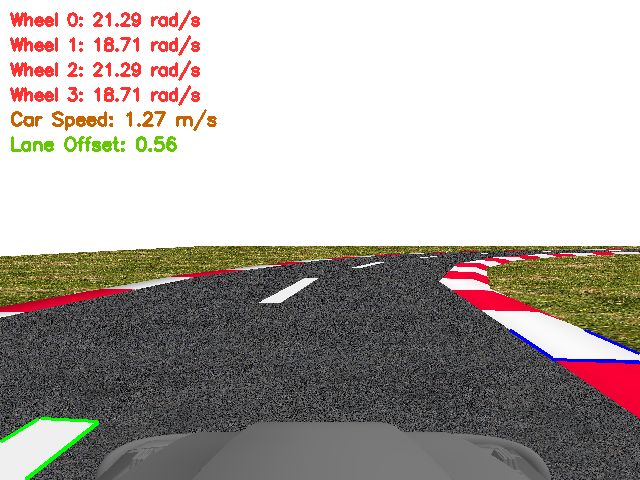 Wheel 0: 21.29 rad/s
Wheel 1: 18.71 rad/s
Wheel 2: 21.29 rad/s
Wheel 3: 18.71 rad/s
Car Speed: 1.27 m/s
Lane Offset: 0.56